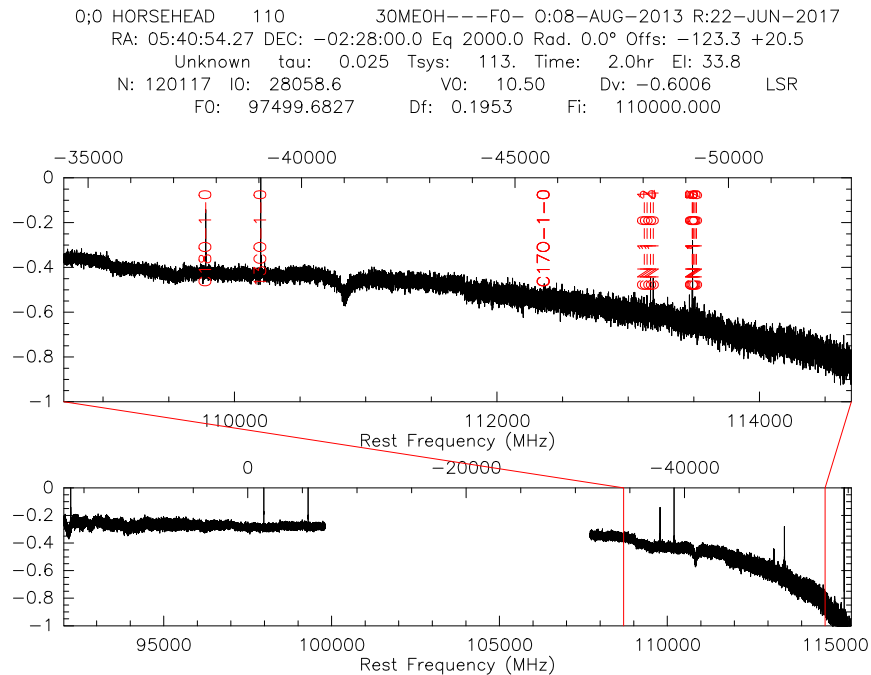 0;0 HORSEHEAD 110 30ME0H---F0- O:08-AUG-2013 R:22-JUN-2017
RA: 05:40:54.27 DEC: -02:28:00.0 Eq 2000.0 Rad. 0.0° Offs: -123.3 +20.5
Unknown tau: 0.025 Tsys: 113. Time: 2.0hr El: 33.8
N: 120117 I0: 28058.6 V0: 10.50 Dv: -0.6006 LSR
F0: 97499.6827 Df: 0.1953 Fi: 110000.000
-35000 -40000 -45000 -50000
0
-0.2
-0.4
-0.6
-0.8
-1
C17O-1-0
110000 112000 114000
Rest Frequency (MHz)
0 -20000 -40000
0
-0.2
-0.4
-0.6
-0.8
-1
95000 100000 105000 110000 115000
Rest Frequency (MHz)